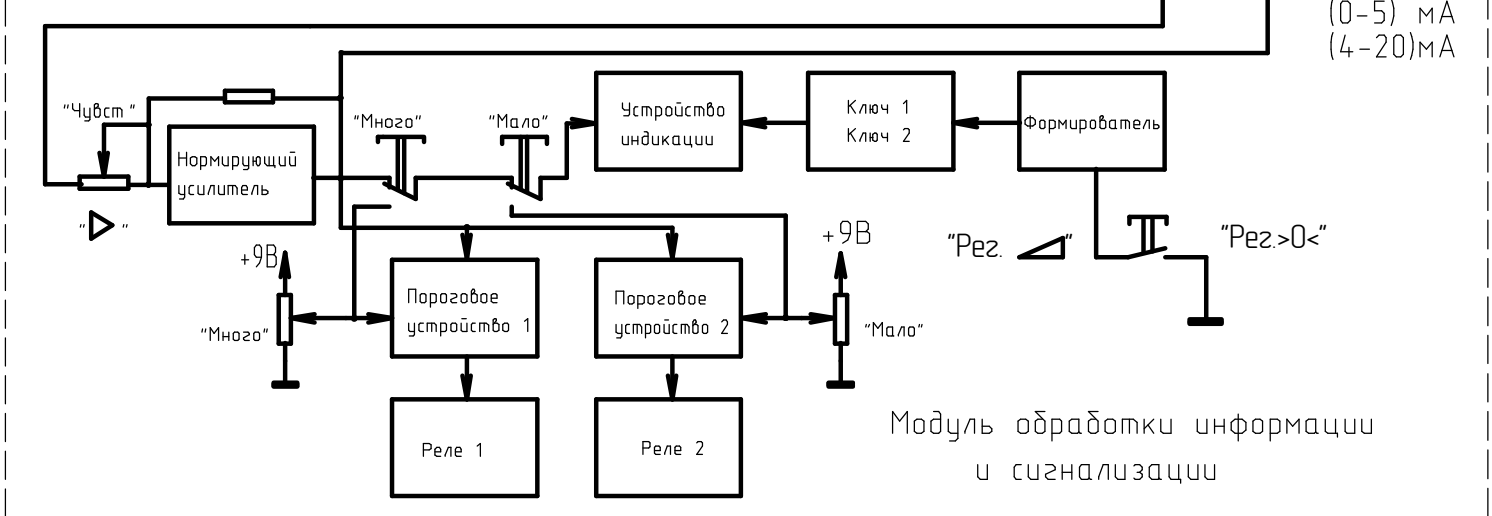 (0-5) мА
(4-20)мА
"Чувст"
"Много"
"Мало"
Устройство
индикации
Ключ 1
Ключ 2
Формирователь
Нормирующий
усилитель
"▷"
+9В
"Много"
Пороговое
устройство 1
Пороговое
устройство 2
+9В
"Мало"
"Рег. ◿"
"Рег.>0<"
Реле 1
Реле 2
Модуль обработки информации
и сигнализации